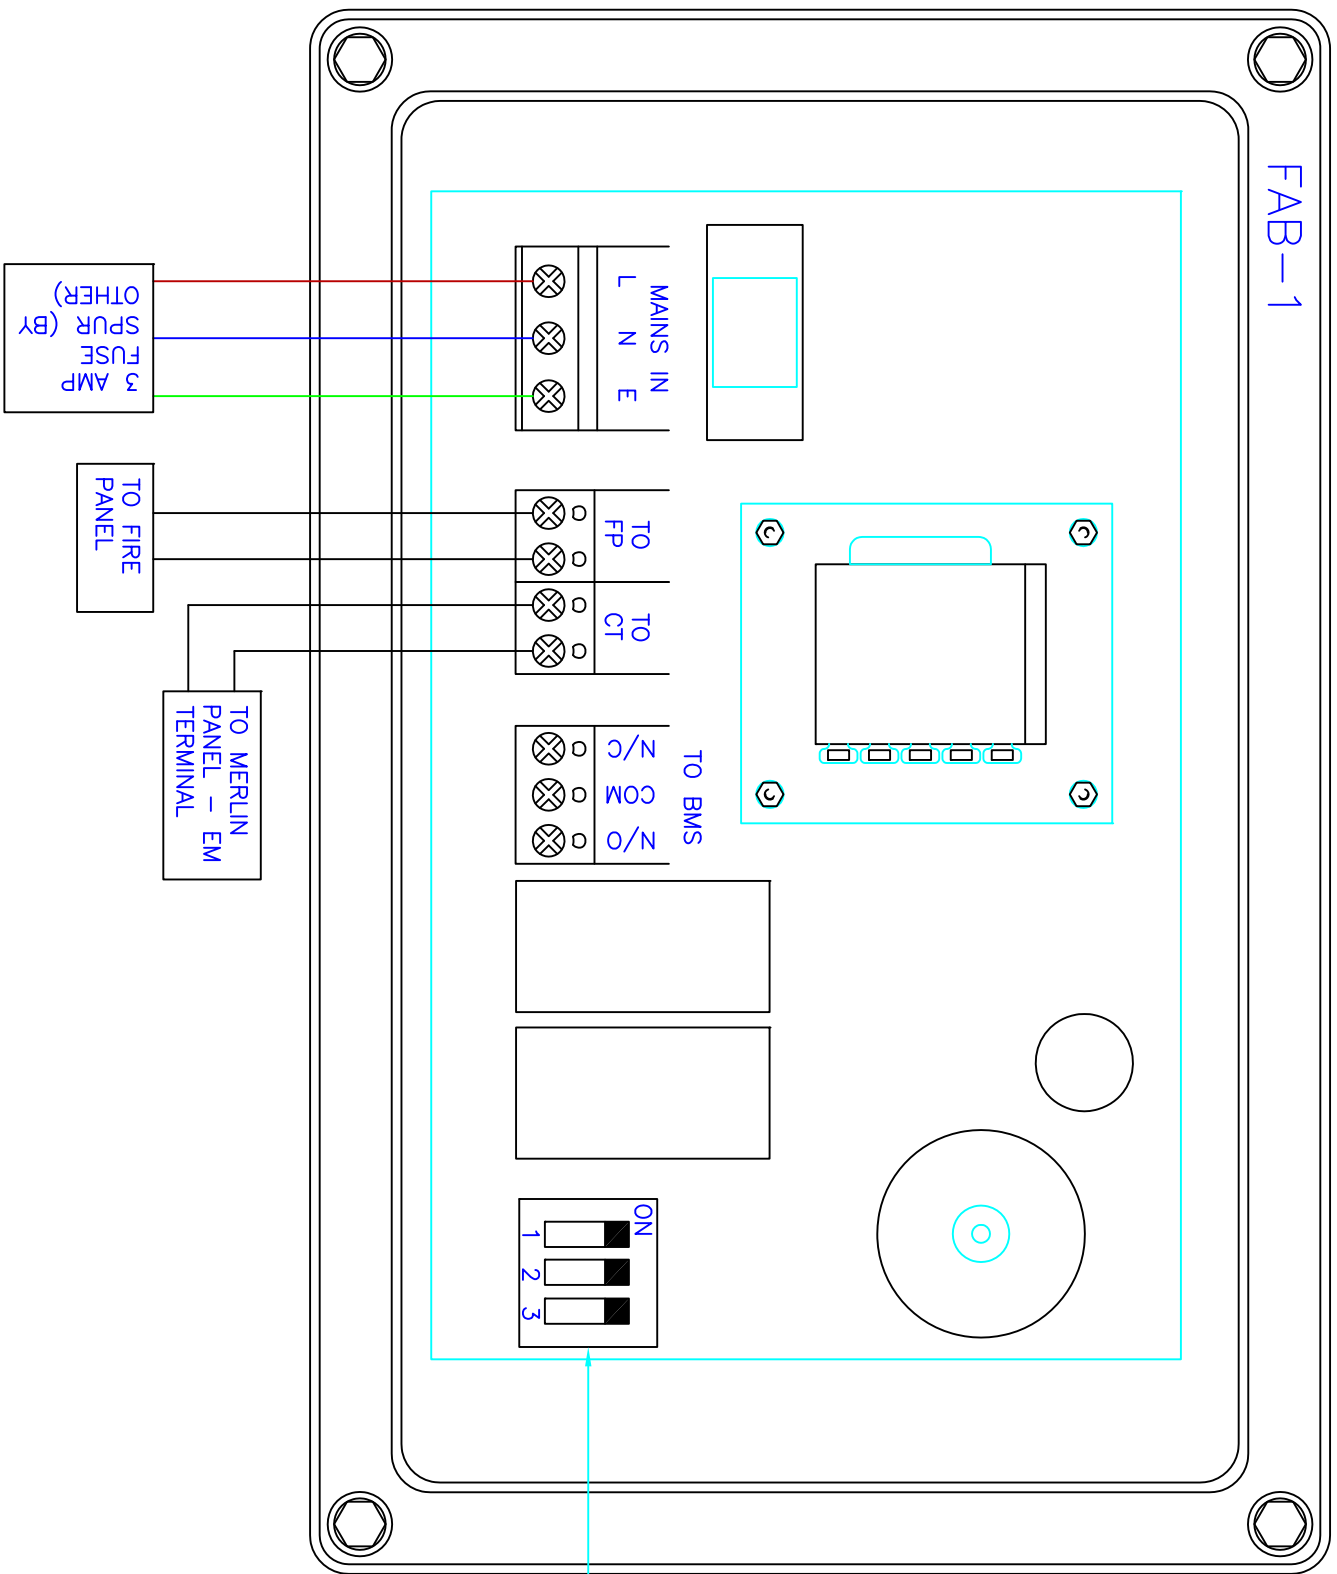 FAB-1
MAINS IN
L N E
3 AMP
FUSE
SPUR (BY
OTHER)
TO
FP
TO FIRE
PANEL
TO
CT
TO MERLIN
PANEL - EM
TERMINAL
TO BMS
N/C
COM
N/O
ON
1
2
3